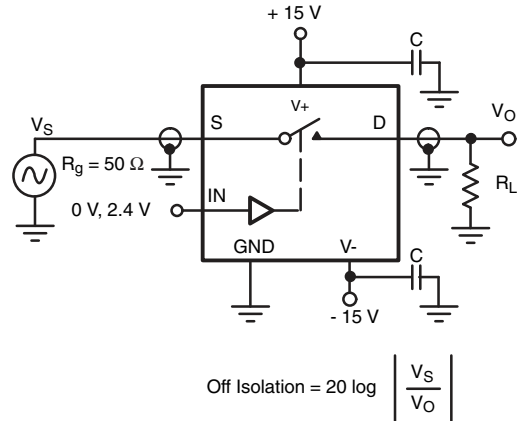 + 15 V
C
V+
S
D
VS
VO
Rg = 50 Ω
RL
IN
0 V, 2.4 V
GND
V-
C
- 15 V
Off Isolation = 20 log | VS / VO |